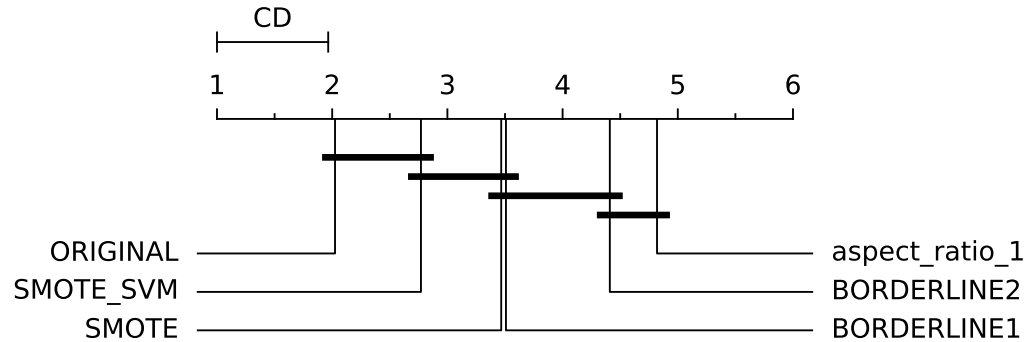 CD
1 2 3 4 5 6
ORIGINAL aspect_ratio_1
SMOTE_SVM BORDERLINE2
SMOTE BORDERLINE1